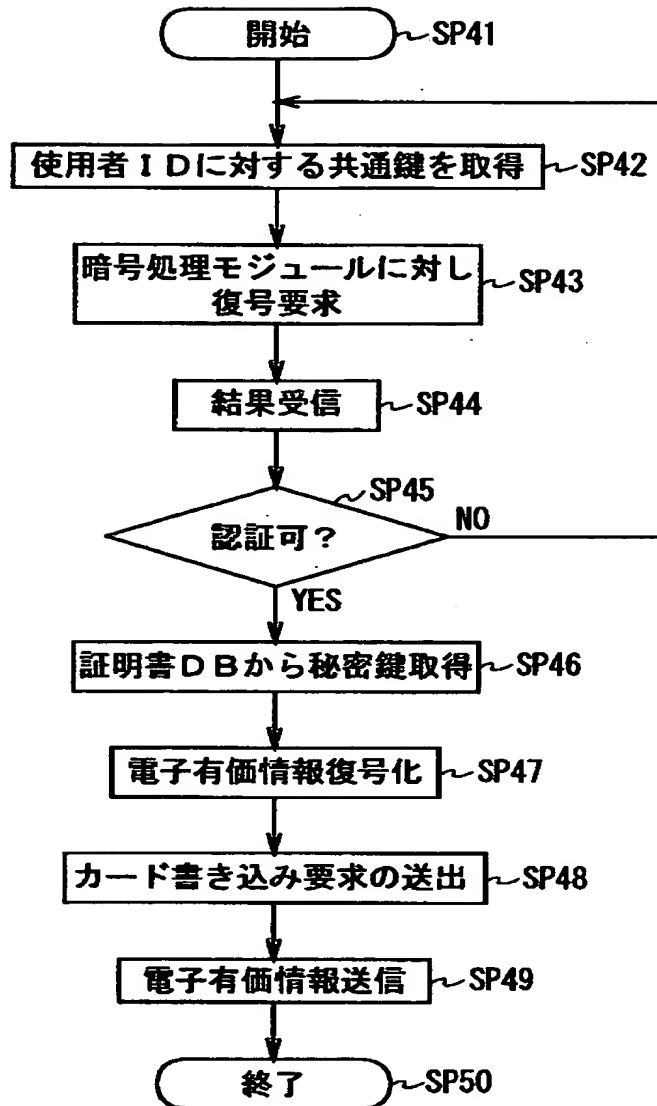 開始 SP41
使用者IDに対する共通鍵を取得 SP42
暗号処理モジュールに対し
復号要求 SP43
結果受信 SP44
SP45
認証可? NO
YES
証明書DBから秘密鍵取得 SP46
電子有価情報復号化 SP47
カード書き込み要求の送出 SP48
電子有価情報送信 SP49
終了 SP50